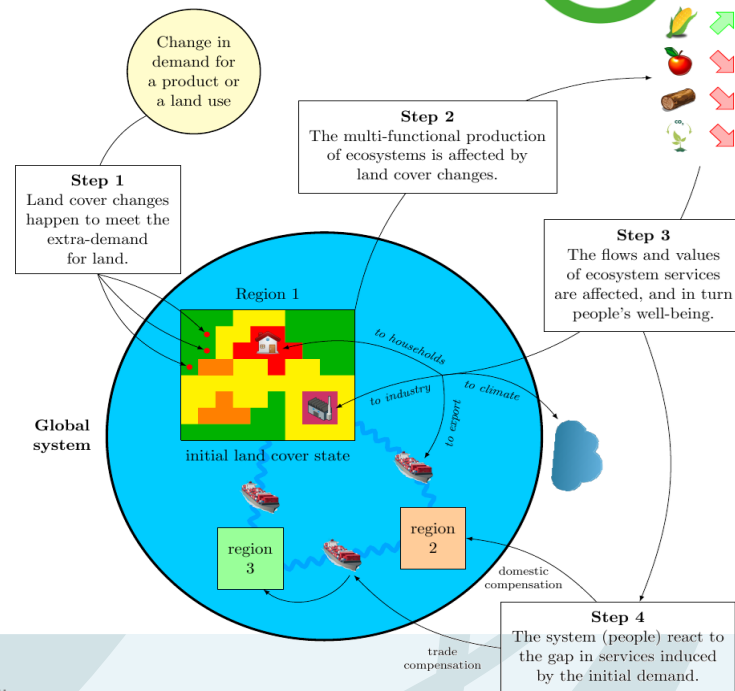 Change in
demand for
a product or
a land use
Step 1
Land cover changes
happen to meet the
extra-demand
for land.
Step 2
The multi-functional production
of ecosystems is affected by
land cover changes.
CO₂
Step 3
The flows and values
of ecosystem services
are affected, and in turn
people's well-being.
Region 1
to households
to industry
to climate
to export
Global
system
initial land cover state
region
2
region
3
domestic
compensation
trade
compensation
Step 4
The system (people) react to
the gap in services induced
by the initial demand.